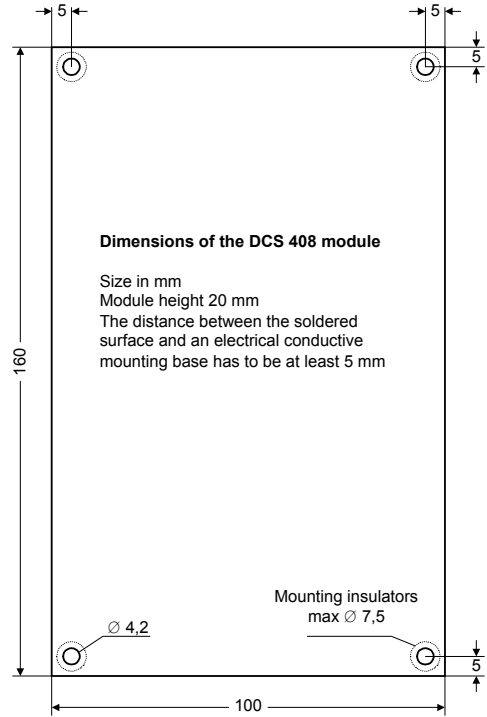 5
5
5
Dimensions of the DCS 408 module
Size in mm
Module height 20 mm
The distance between the soldered
surface and an electrical conductive
mounting base has to be at least 5 mm
160
Mounting insulators
max ∅ 7,5
∅ 4,2
5
100